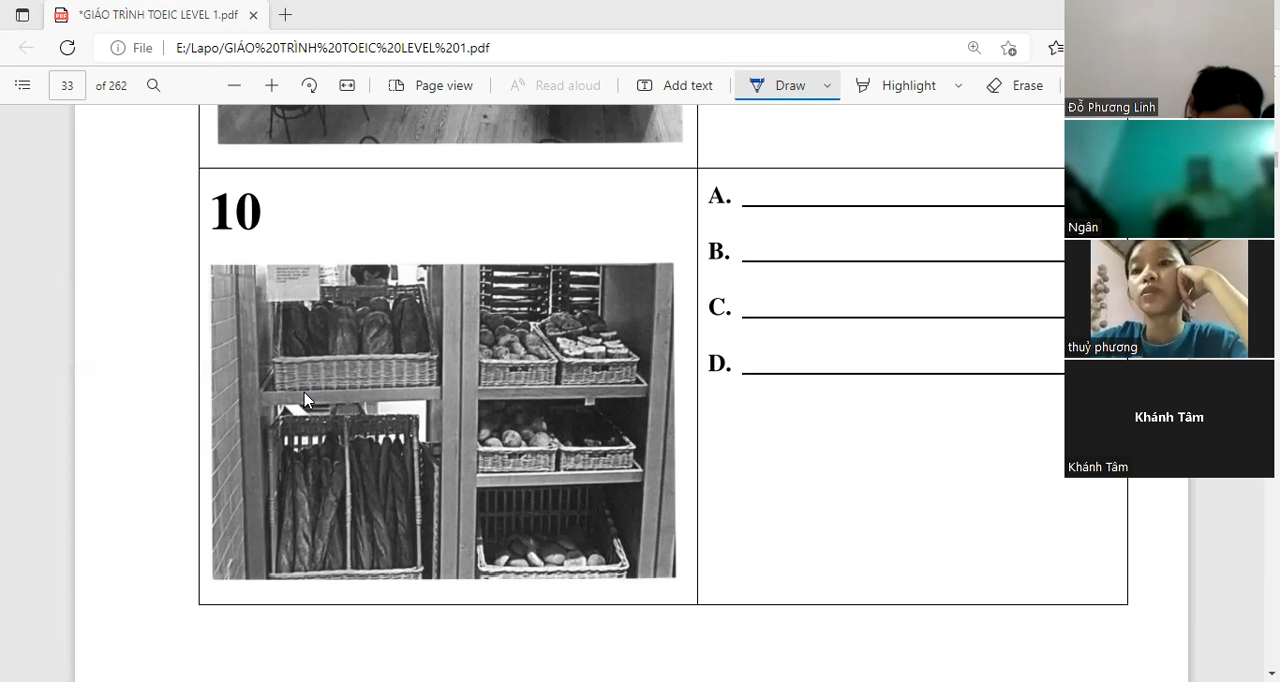 *GIÁO TRÌNH TOEIC LEVEL 1.pdf
File
E:/Lapo/GIÁO%20TRÌNH%20TOEIC%20LEVEL%201.pdf
33
of 262
Page view
Read aloud
Add text
Draw
Highlight
Erase
10
A.
B.
C.
D.
Đỗ Phương Linh
Ngân
thuỷ phương
Khánh Tâm
Khánh Tâm